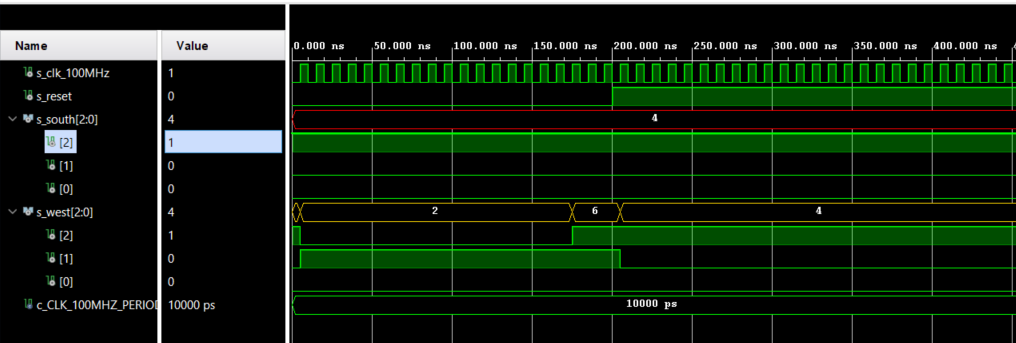 Name Value
0.000 ns 50.000 ns 100.000 ns 150.000 ns 200.000 ns 250.000 ns 300.000 ns 350.000 ns 400.000 ns
s_clk_100MHz 1
s_reset 0
s_south[2:0] 4 4
[2] 1
[1] 0
[0] 0
s_west[2:0] 4 2 6 4
[2] 1
[1] 0
[0] 0
c_CLK_100MHZ_PERIO 10000 ps 10000 ps